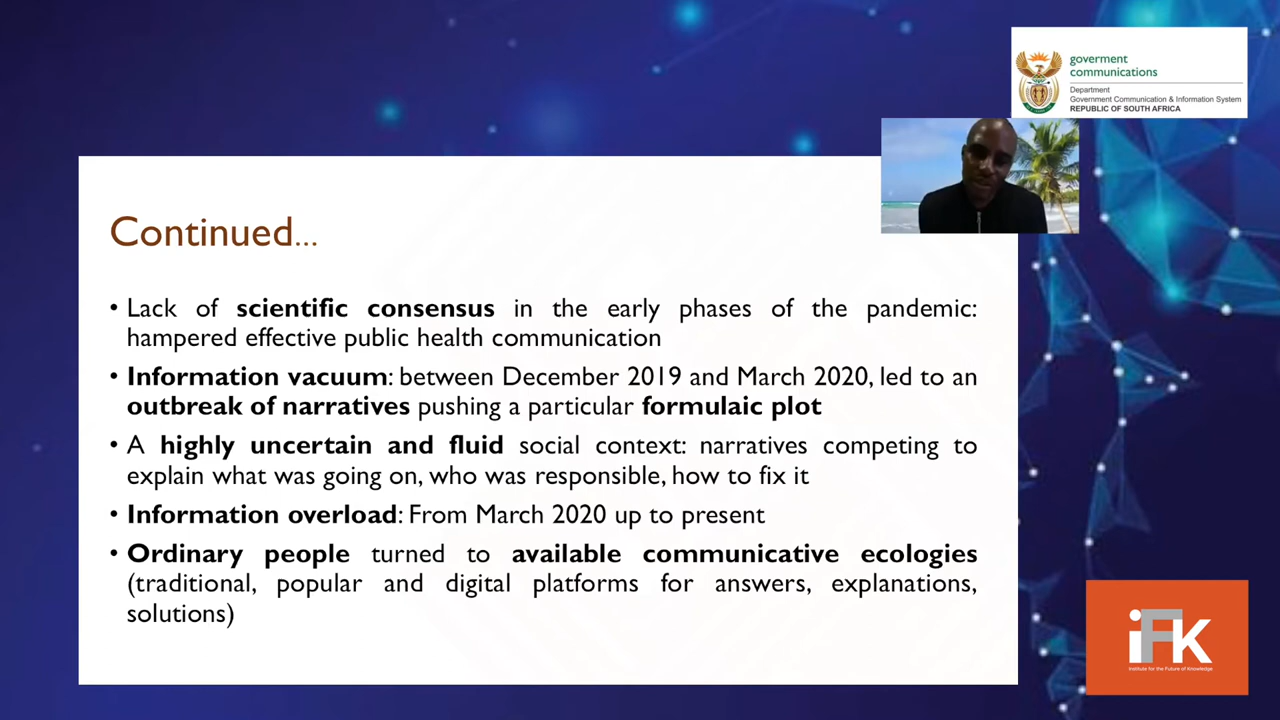 goverment
communications
Department
Government Communication & Information System
REPUBLIC OF SOUTH AFRICA
Continued...
• Lack of scientific consensus in the early phases of the pandemic:
hampered effective public health communication
• Information vacuum: between December 2019 and March 2020, led to an
outbreak of narratives pushing a particular formulaic plot
• A highly uncertain and fluid social context: narratives competing to
explain what was going on, who was responsible, how to fix it
• Information overload: From March 2020 up to present
• Ordinary people turned to available communicative ecologies
(traditional, popular and digital platforms for answers, explanations,
solutions)
iFK
Institute for the Future of Knowledge